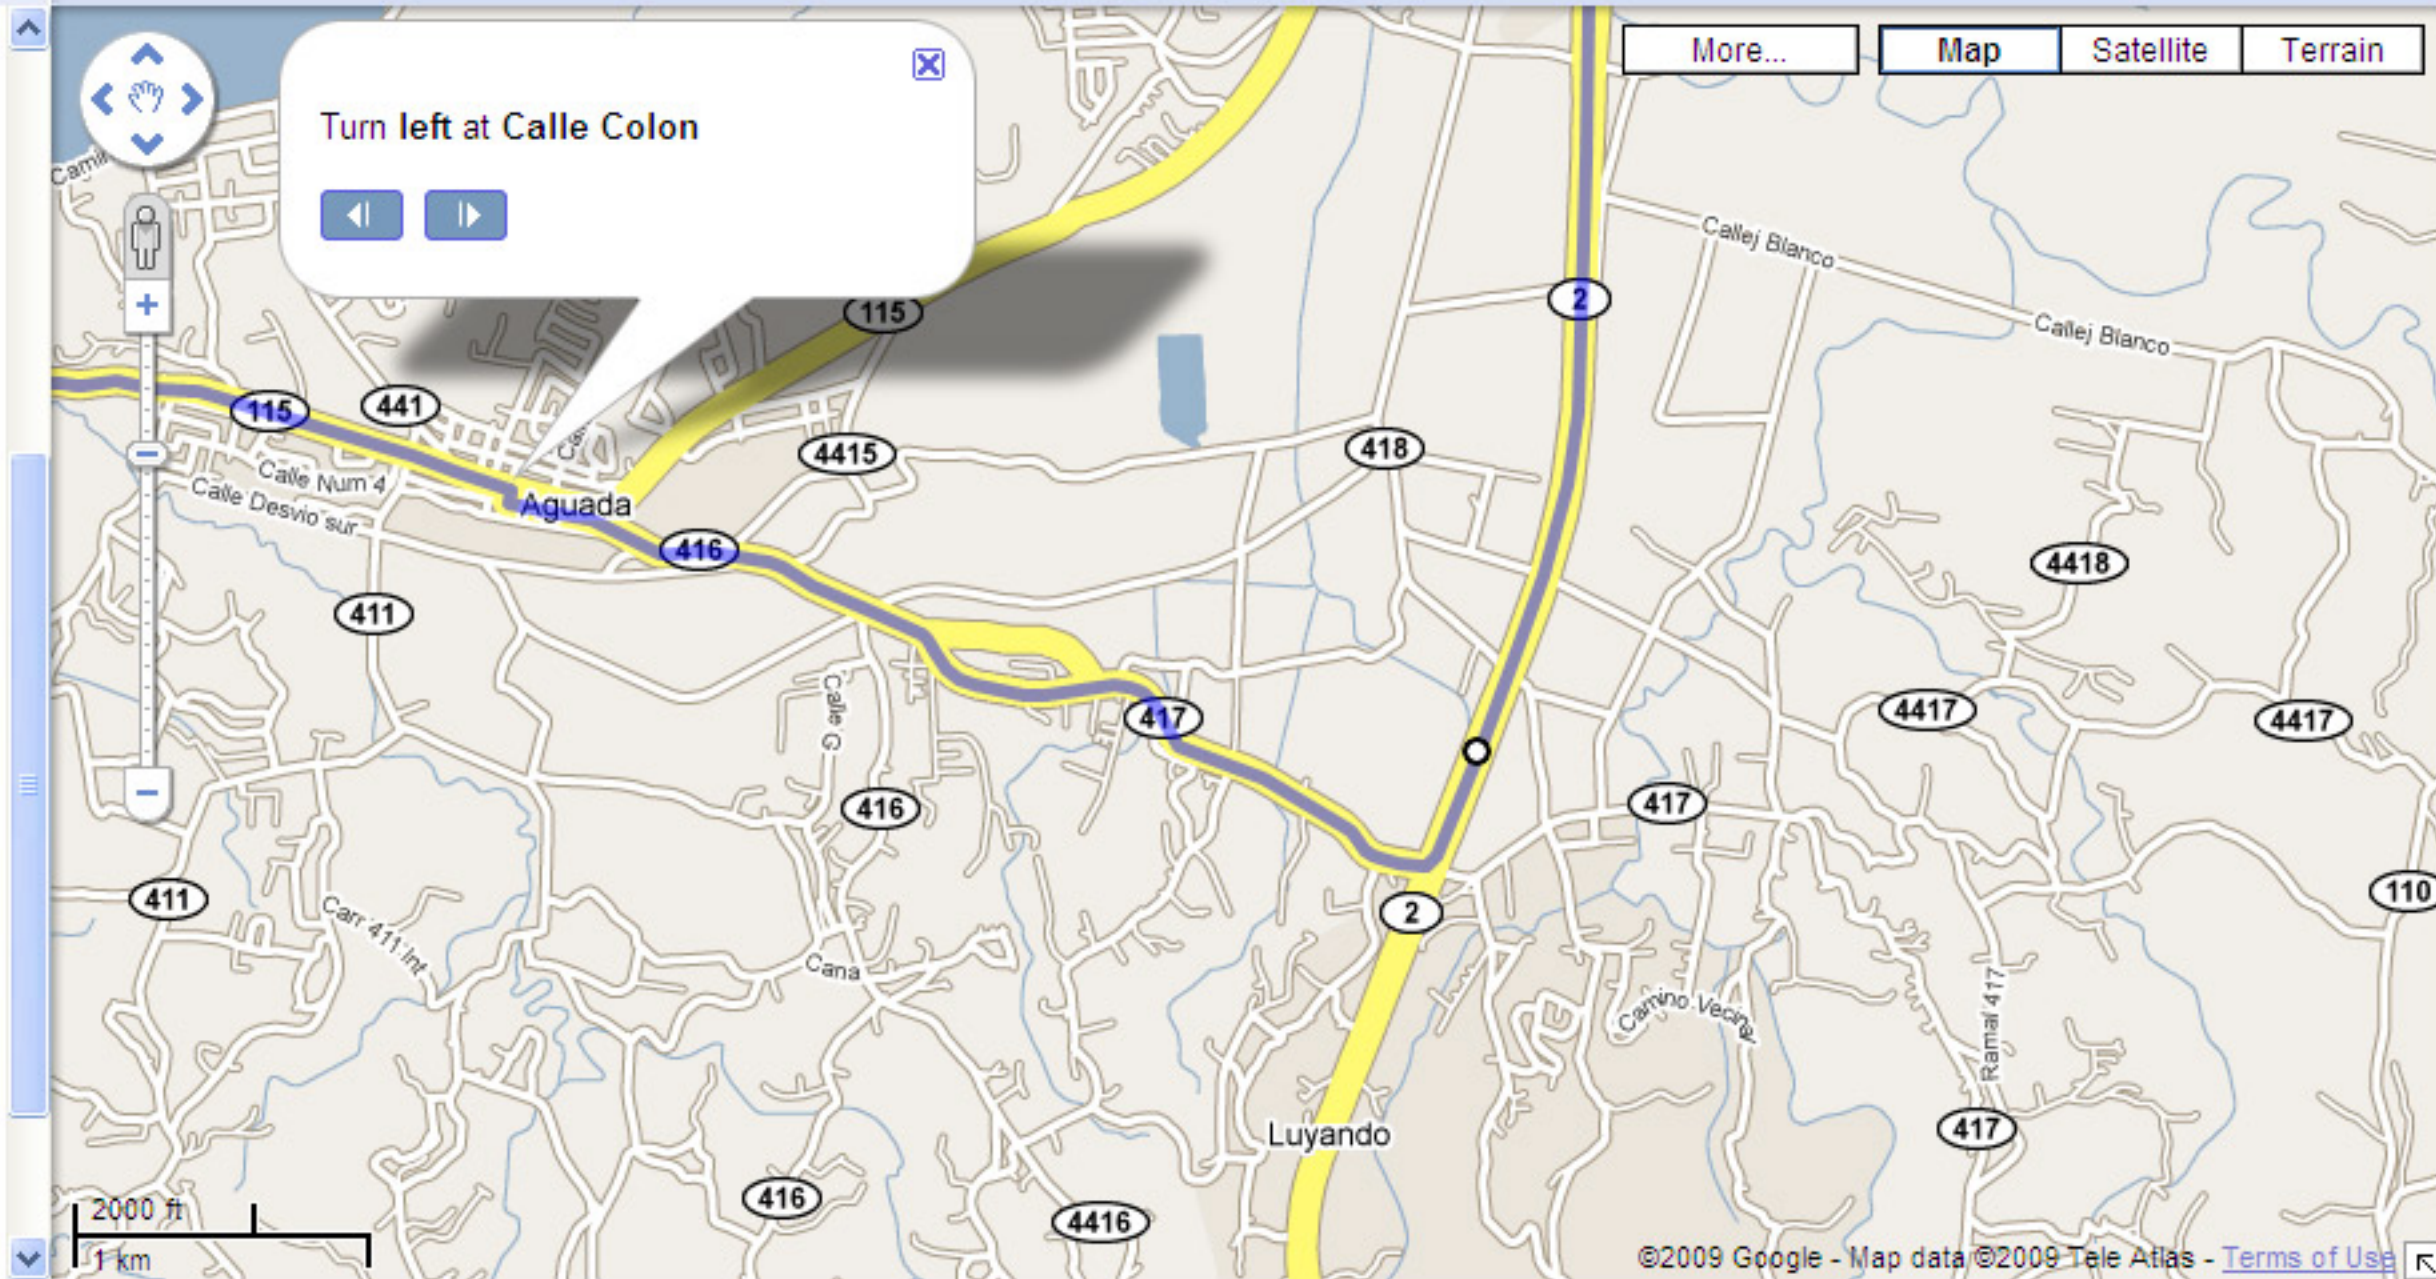 More...
Map
Satellite
Terrain
Turn left at Calle Colon
Callej Blanco
2
115
Callej Blanco
115
441
4415
418
Calle Num 4
Calle Desvio sur
Aguada
416
4418
411
Calle G
417
4417
4417
416
417
411
2
110
Carr 411 Int
Cana
Camino Vecinal
Ramal 417
Luyando
417
416
4416
2000 ft
1 km
©2009 Google - Map data ©2009 Tele Atlas - Terms of Use